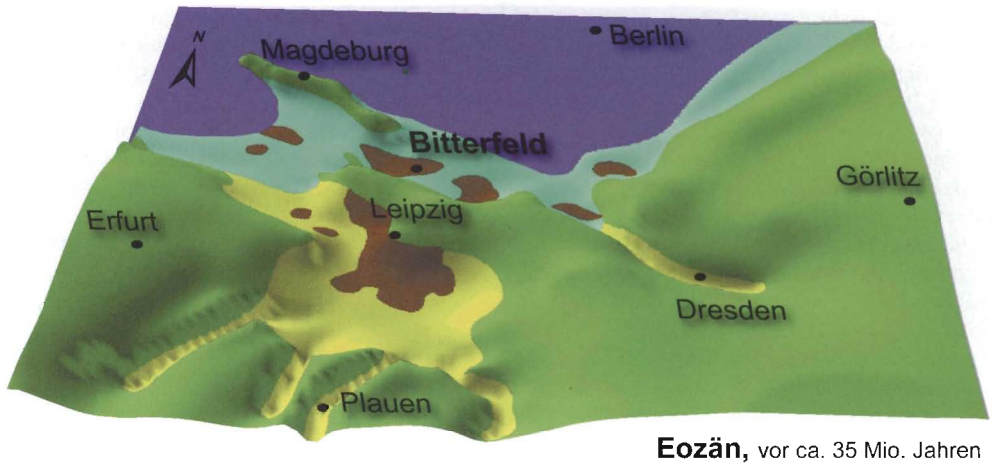 N
Magdeburg
Berlin
Bitterfeld
Görlitz
Leipzig
Erfurt
Dresden
Plauen
Eozän, vor ca. 35 Mio. Jahren